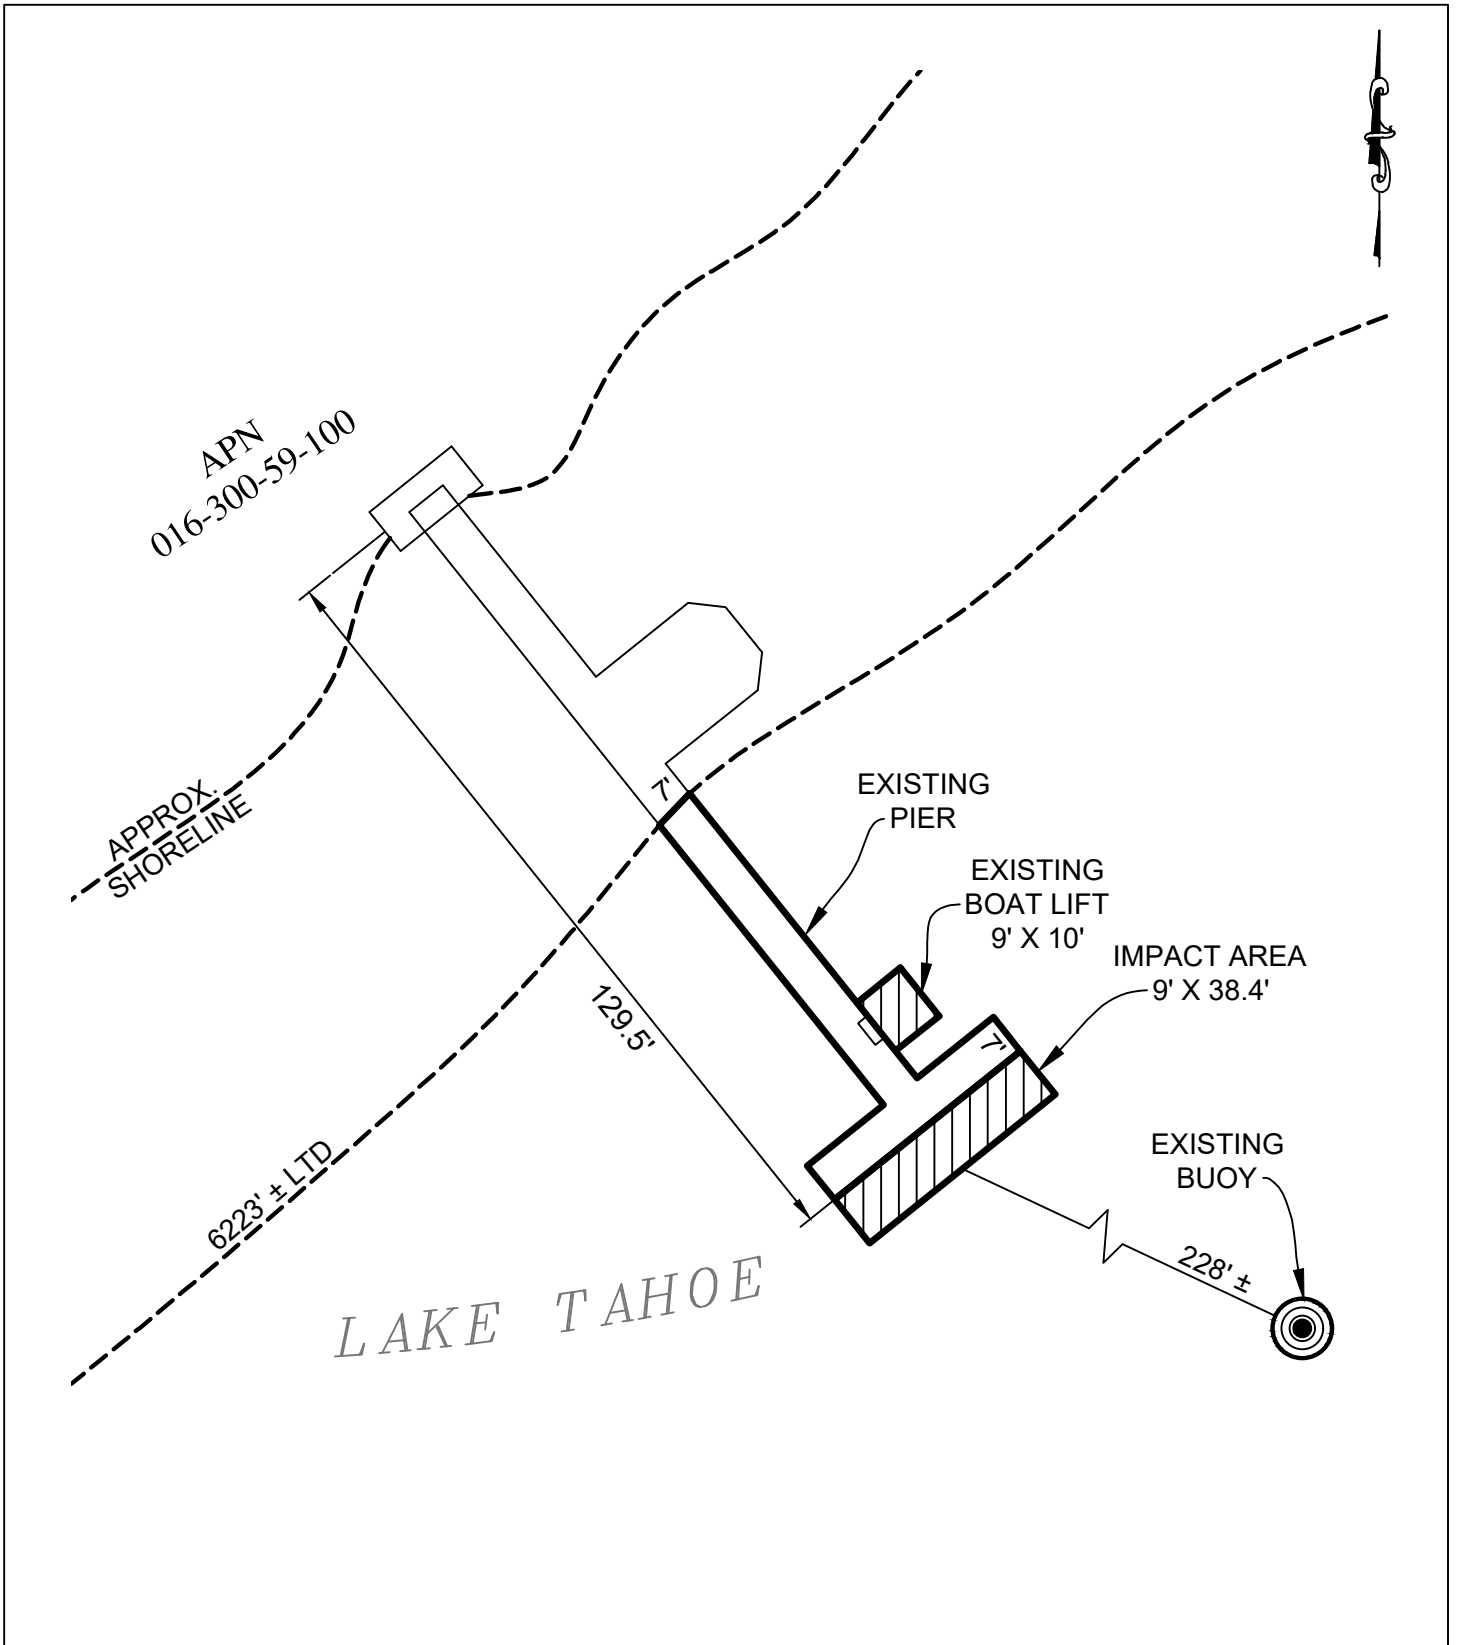 APN
016-300-59-100
7'
EXISTING
PIER
APPROX.
SHORELINE
EXISTING
BOAT LIFT
9' X 10'
IMPACT AREA
9' X 38.4'
129.5'
7'
EXISTING
BUOY
6223' ± LTD
228' ±
LAKE TAHOE